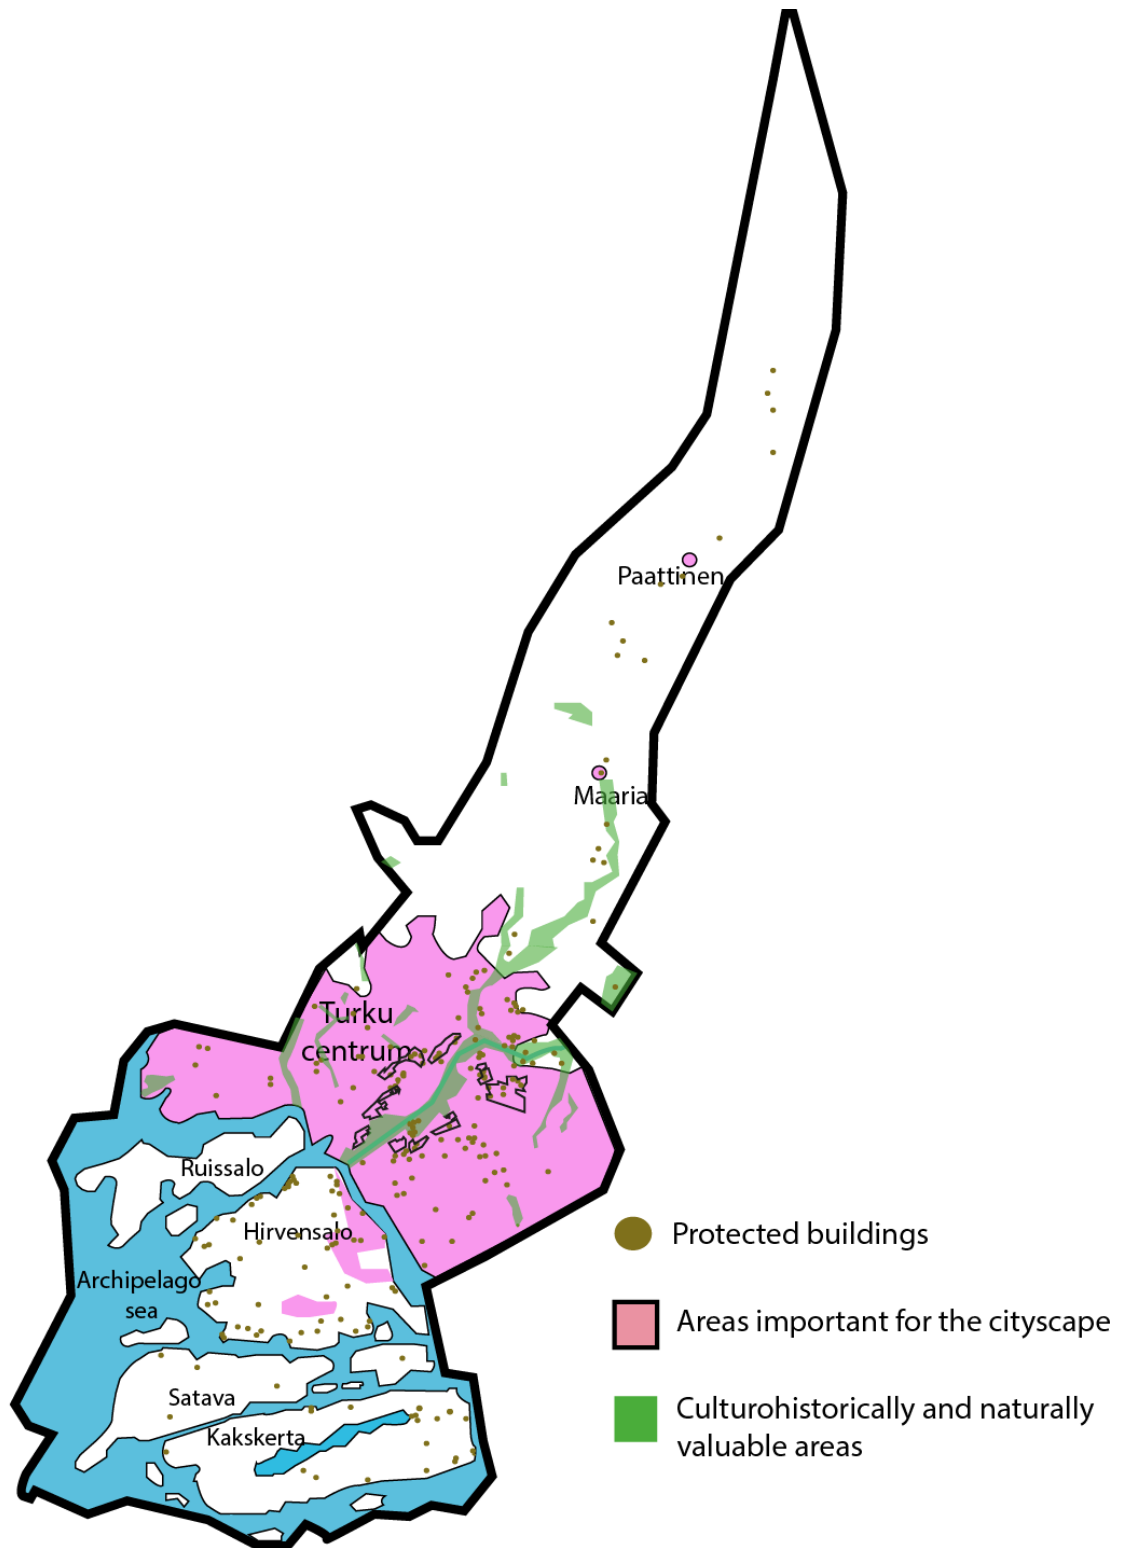 Paattinen
Maaria
Turku
centrum
Ruissalo
Hirvensalo
Archipelago
sea
Satava
Kakskerta
Protected buildings
Areas important for the cityscape
Culturohistorically and naturally
valuable areas